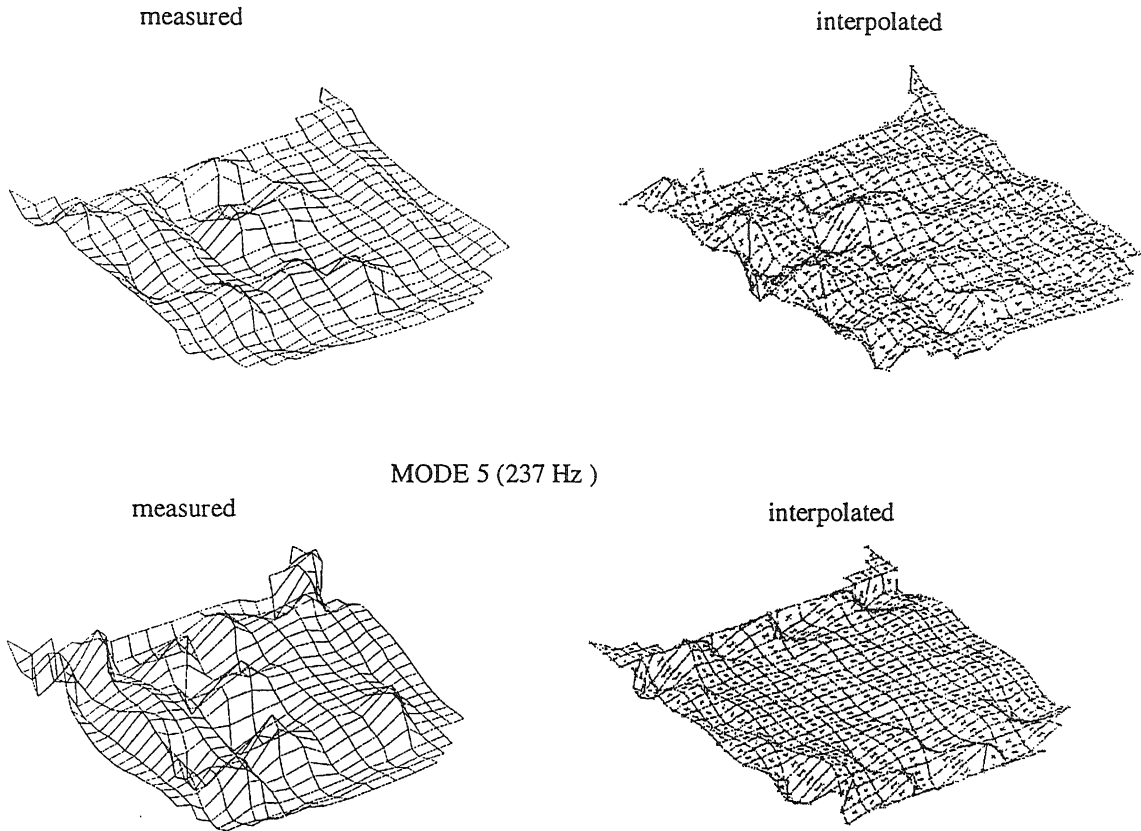 measured
interpolated
MODE 5 (237 Hz )
measured
interpolated